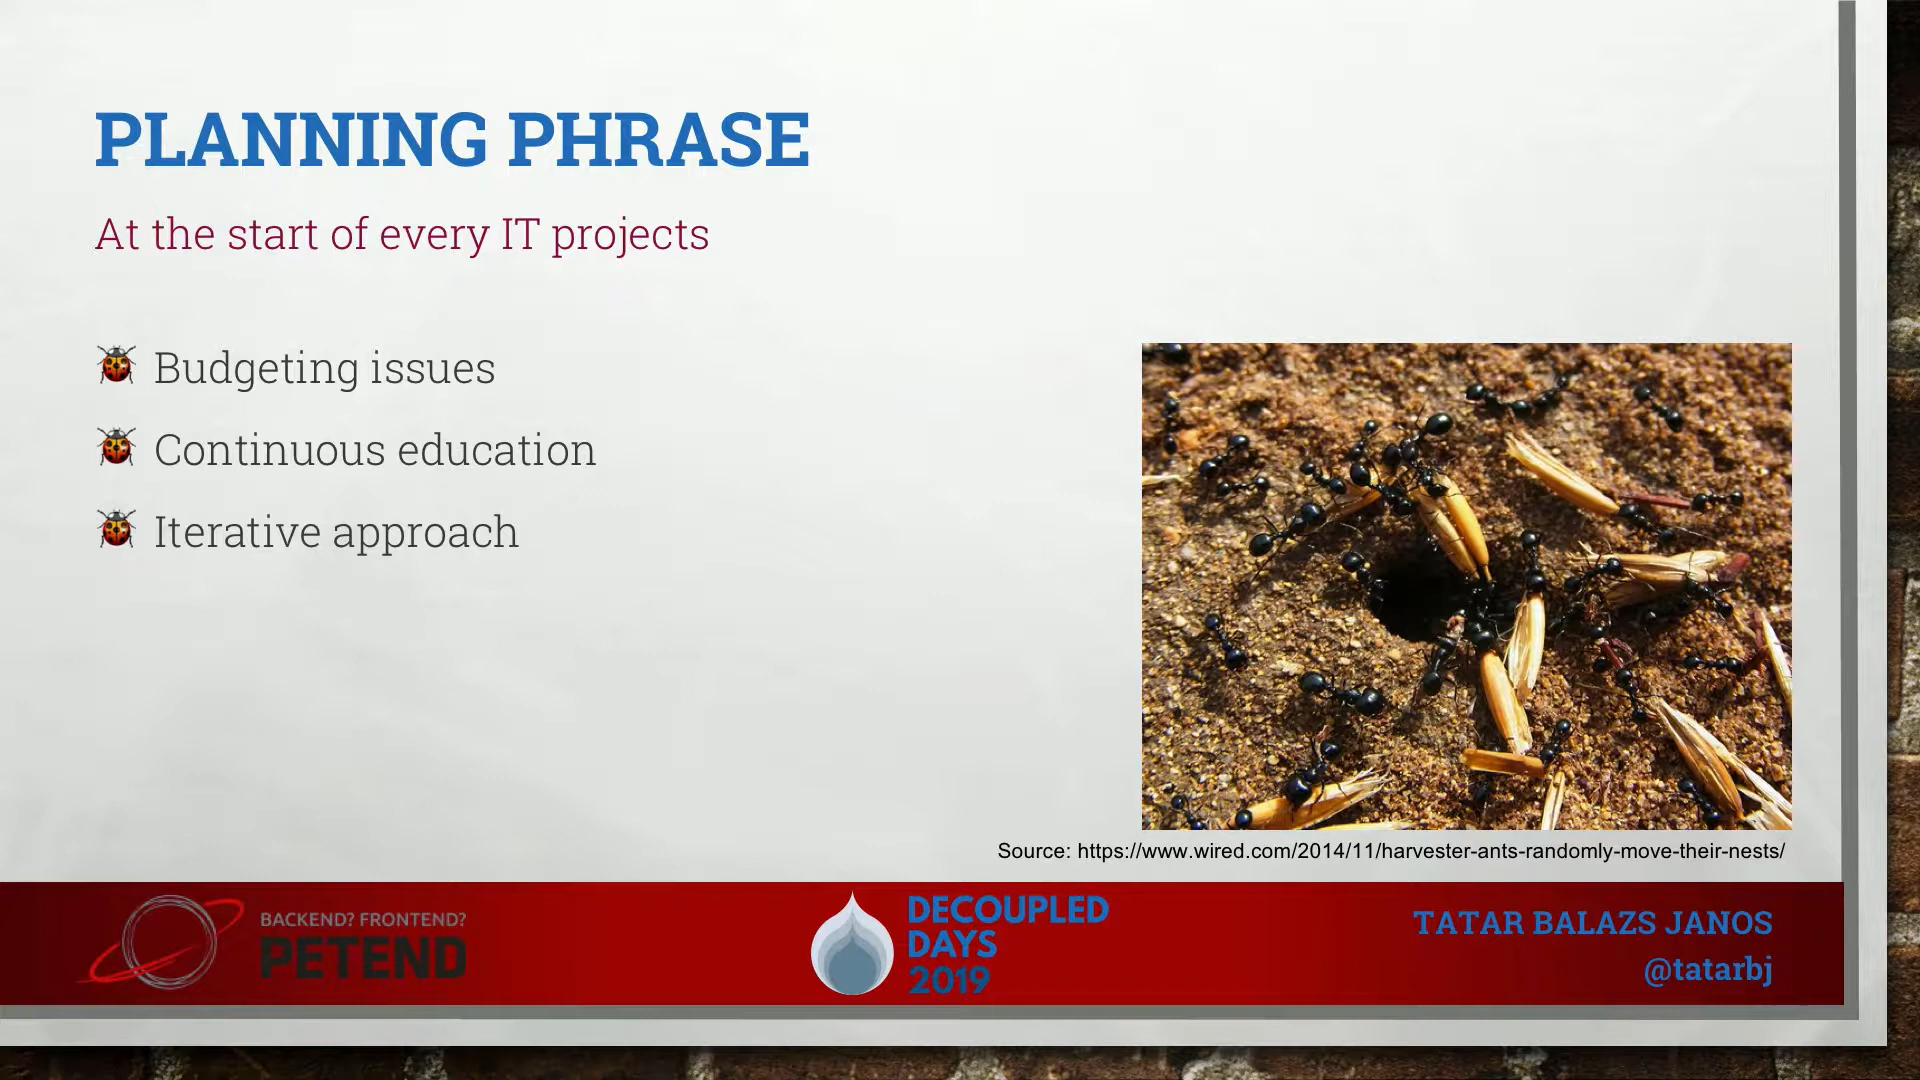 PLANNING PHRASE
At the start of every IT projects
Budgeting issues
Continuous education
Iterative approach
Source: https://www.wired.com/2014/11/harvester-ants-randomly-move-their-nests/
BACKEND? FRONTEND?
PETEND
DECOUPLED
DAYS
2019
TATAR BALAZS JANOS
@tatarbj